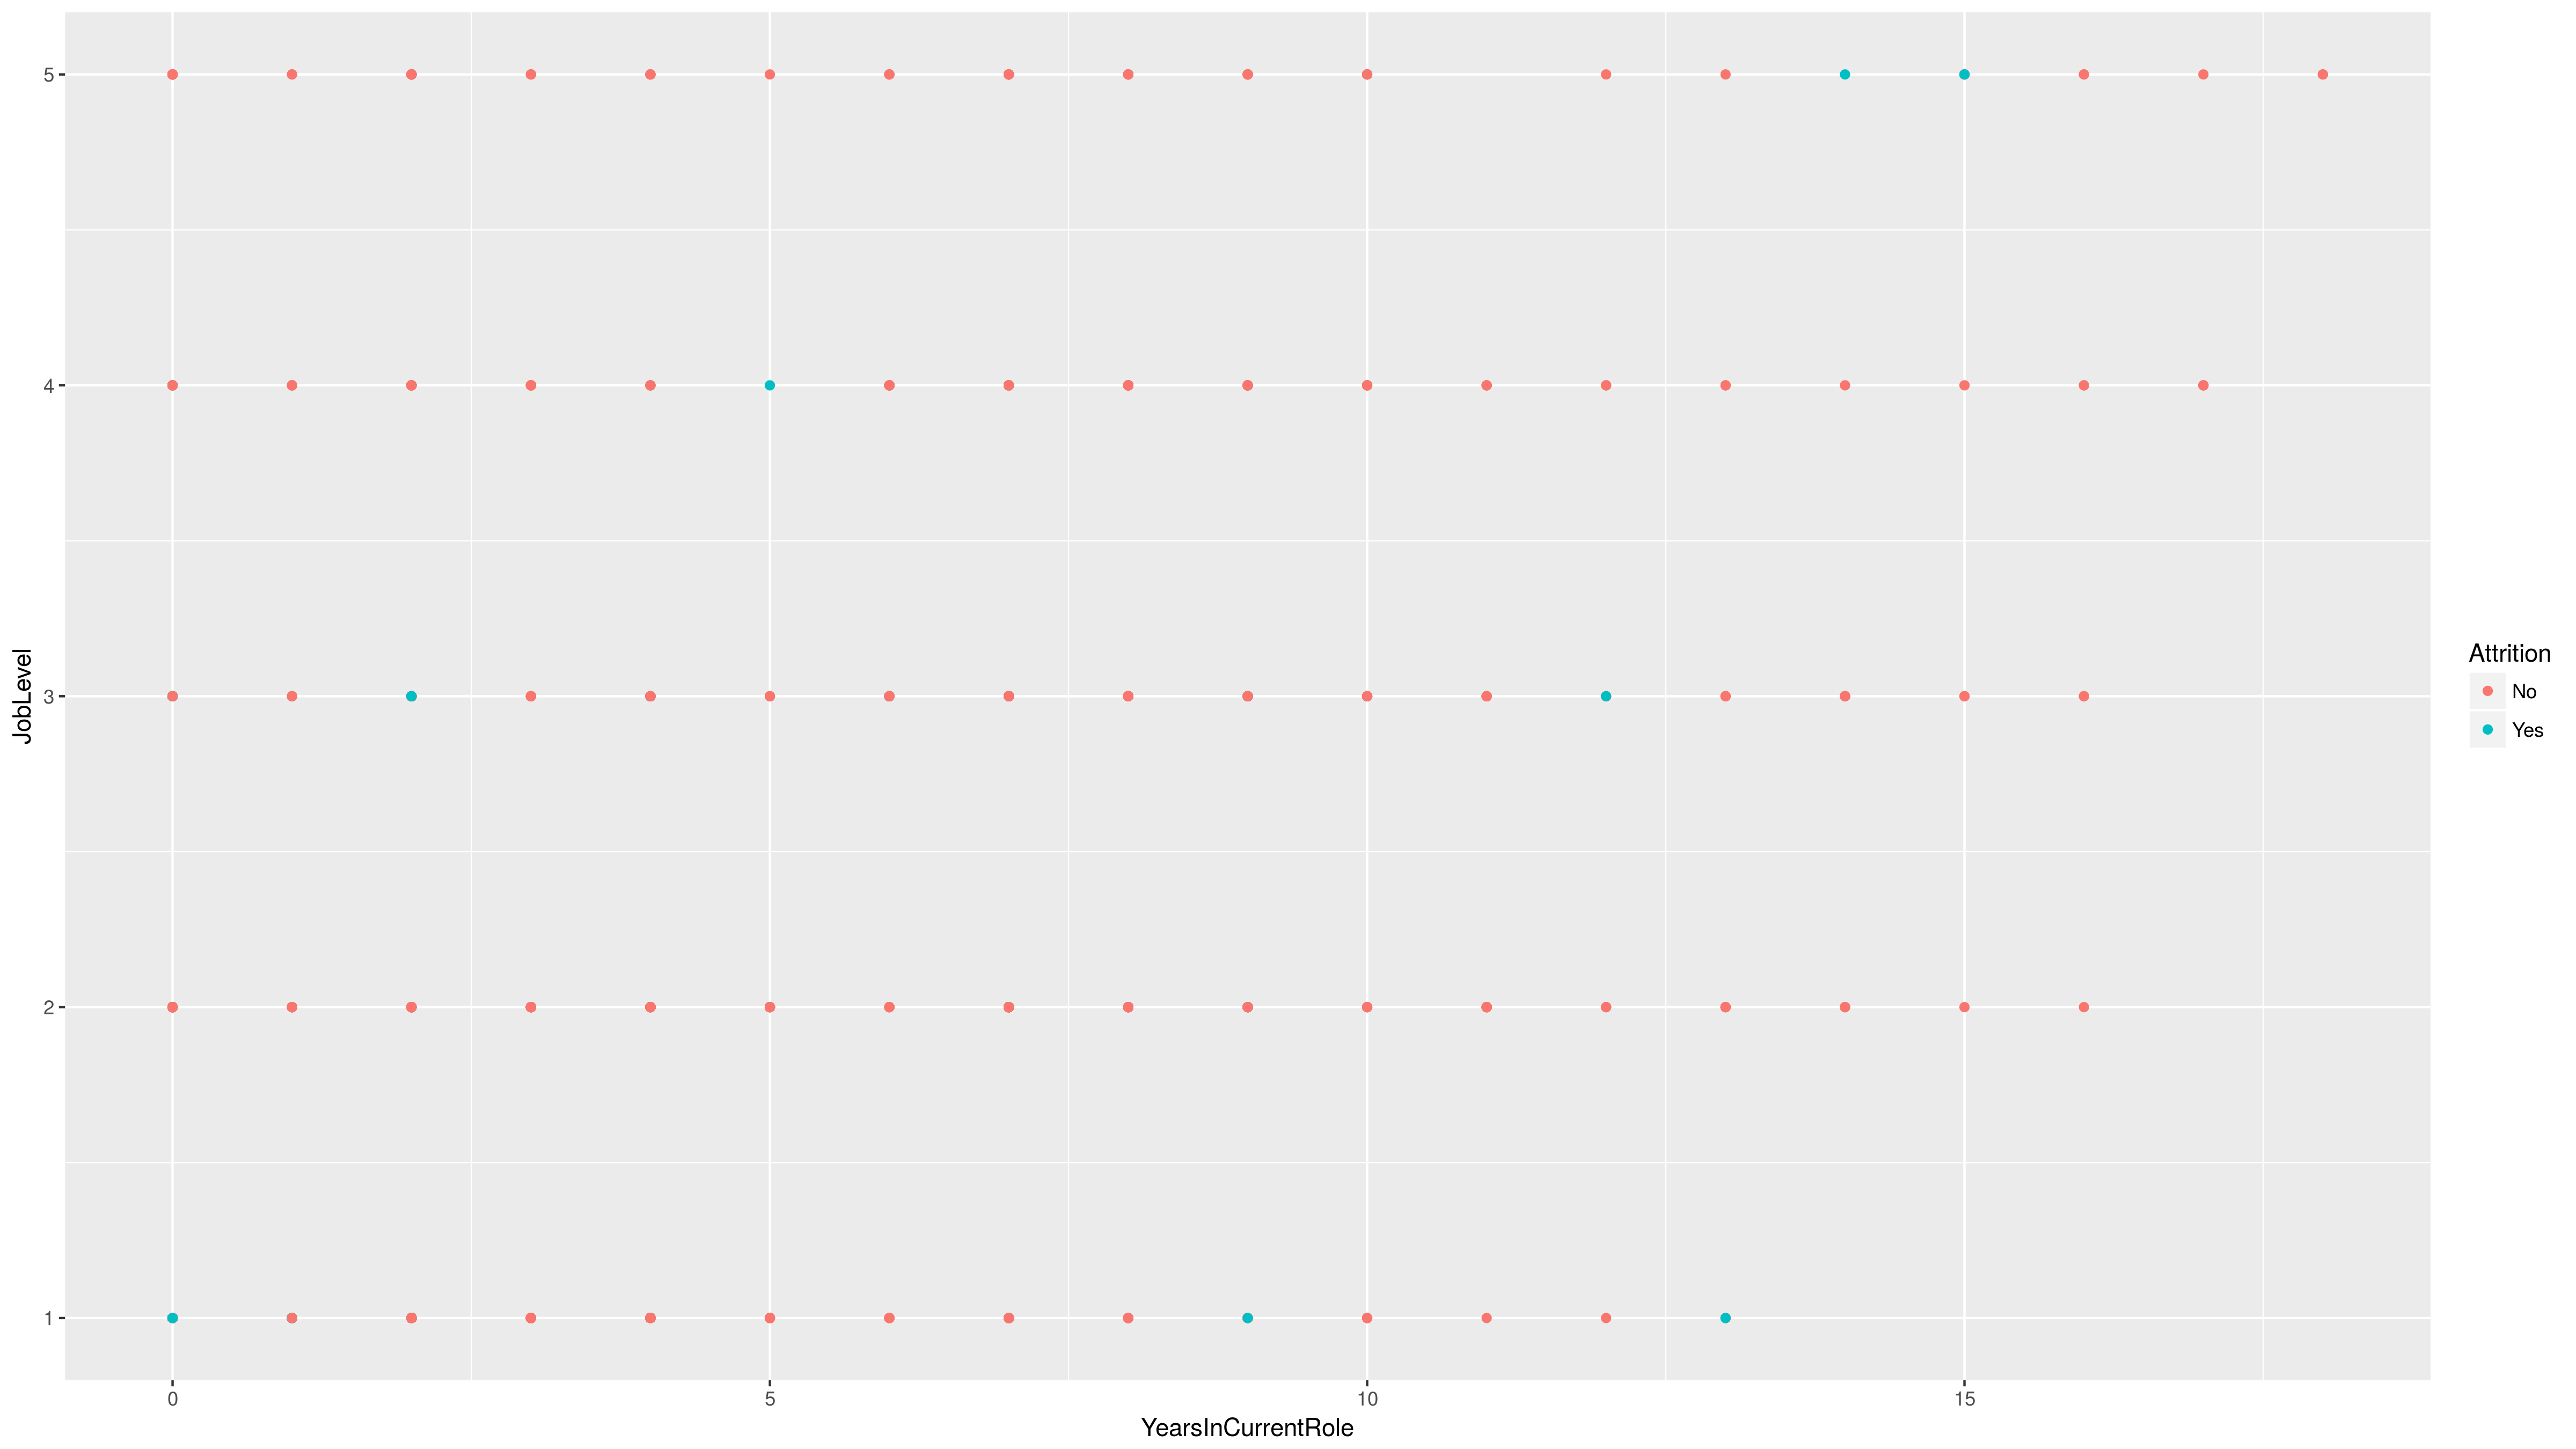 5
4
3
2
1
JobLevel
0
5
10
15
YearsInCurrentRole
Attrition
No
Yes